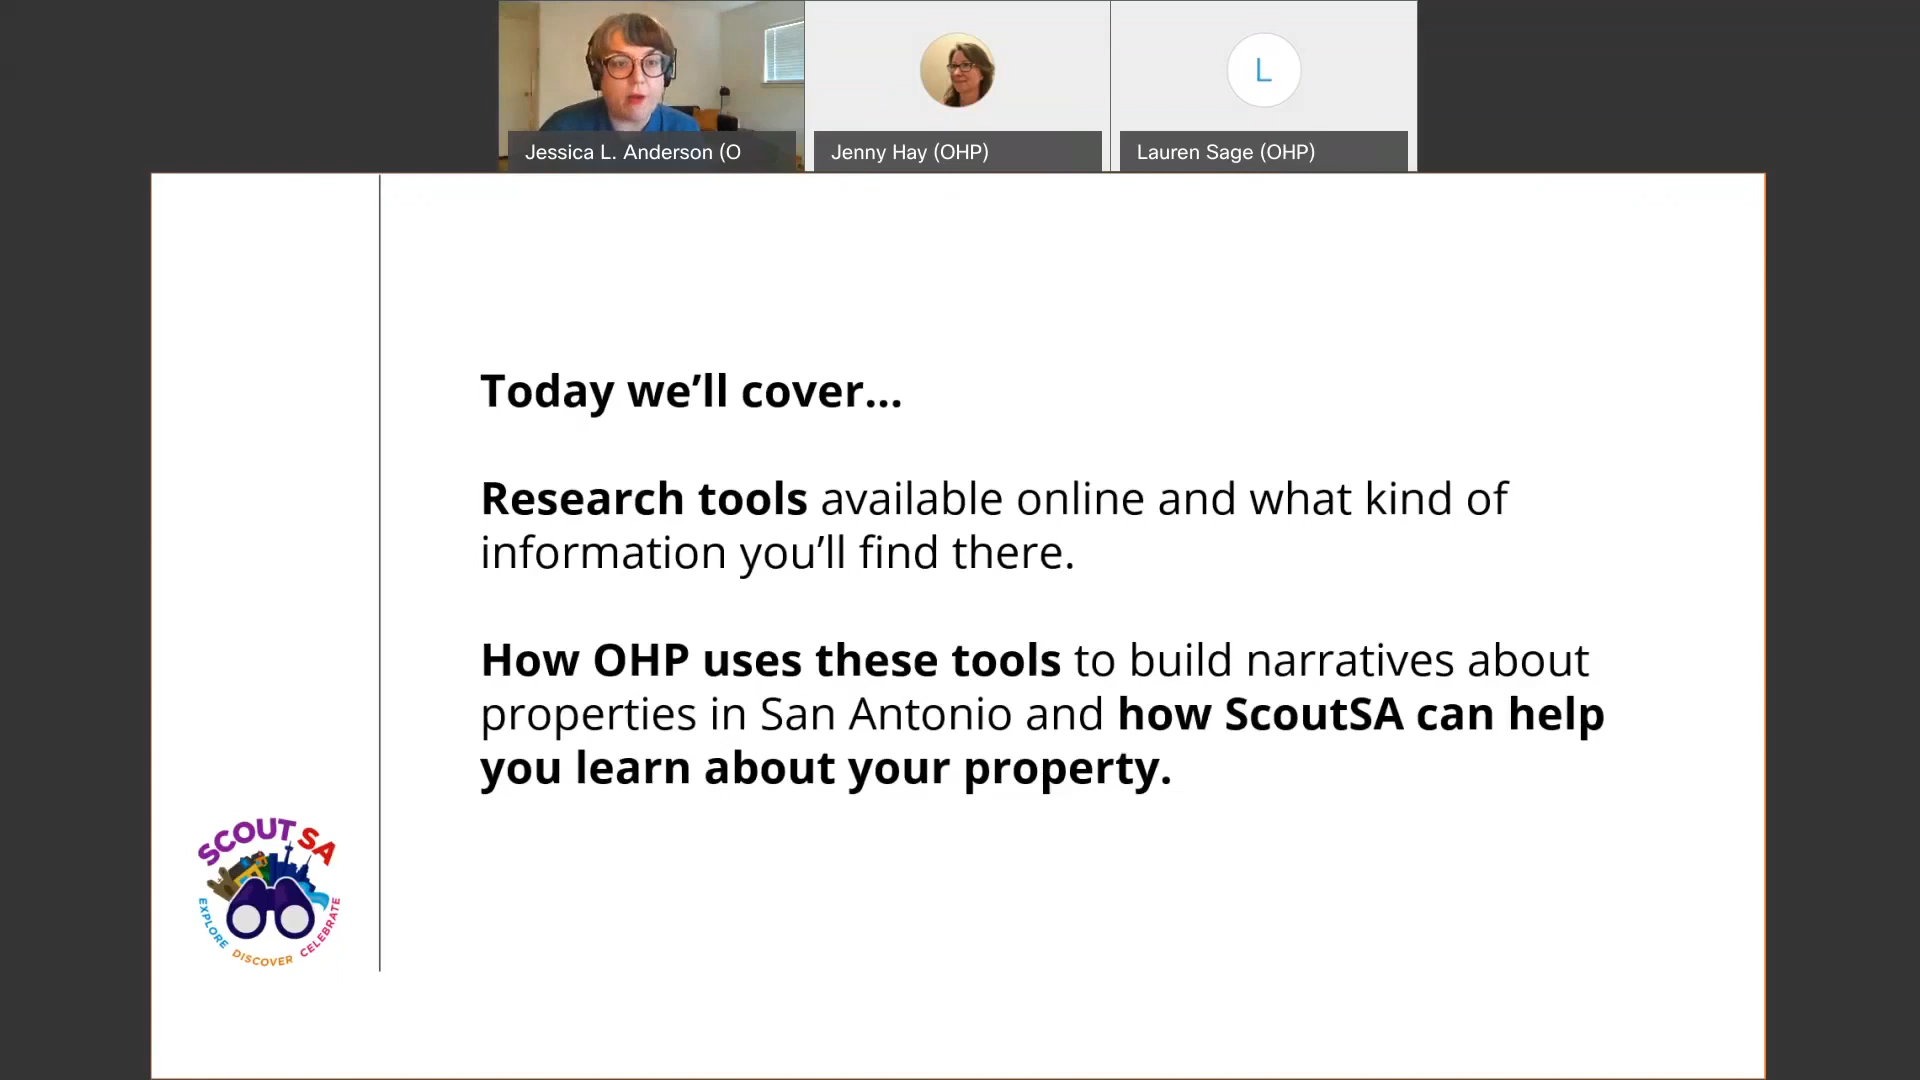 Jessica L. Anderson (O
Jenny Hay (OHP)
L
Lauren Sage (OHP)
Today we’ll cover...
Research tools available online and what kind of
information you’ll find there.
How OHP uses these tools to build narratives about
properties in San Antonio and how ScoutSA can help
you learn about your property.
SCOUT SA
EXPLORE DISCOVER CELEBRATE